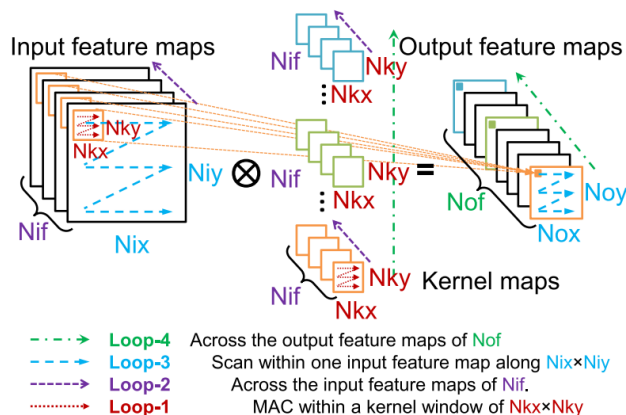 Input feature maps
Output feature maps
Nif
Nky
Nkx
Nky
Nkx
Niy
Nif
Nix
⊗
Nif
Nky
Nkx
=
Nof
Noy
Nox
Nif
Nky
Nkx
Kernel maps
Loop-4 Across the output feature maps of Nof
Loop-3 Scan within one input feature map along Nix×Niy
Loop-2 Across the input feature maps of Nif.
Loop-1 MAC within a kernel window of Nkx×Nky